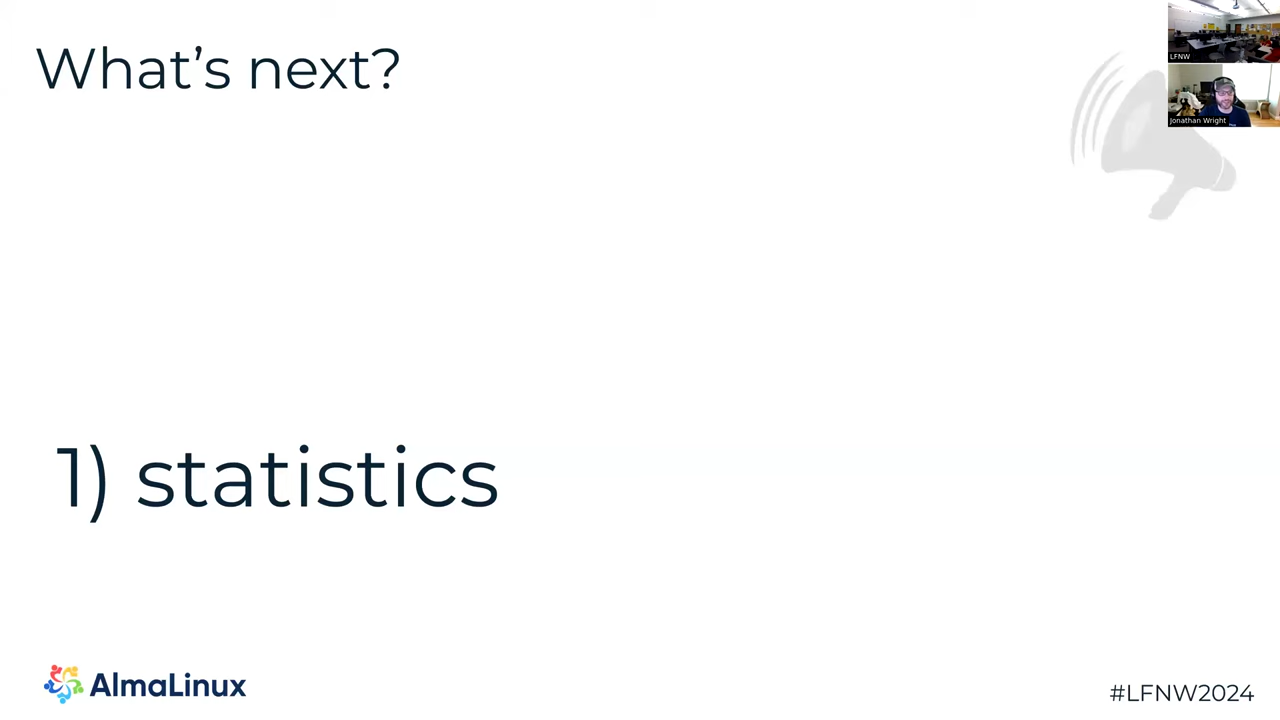 What's next?
LFNW
Jonathan Wright
1) statistics
AlmaLinux
#LFNW2024